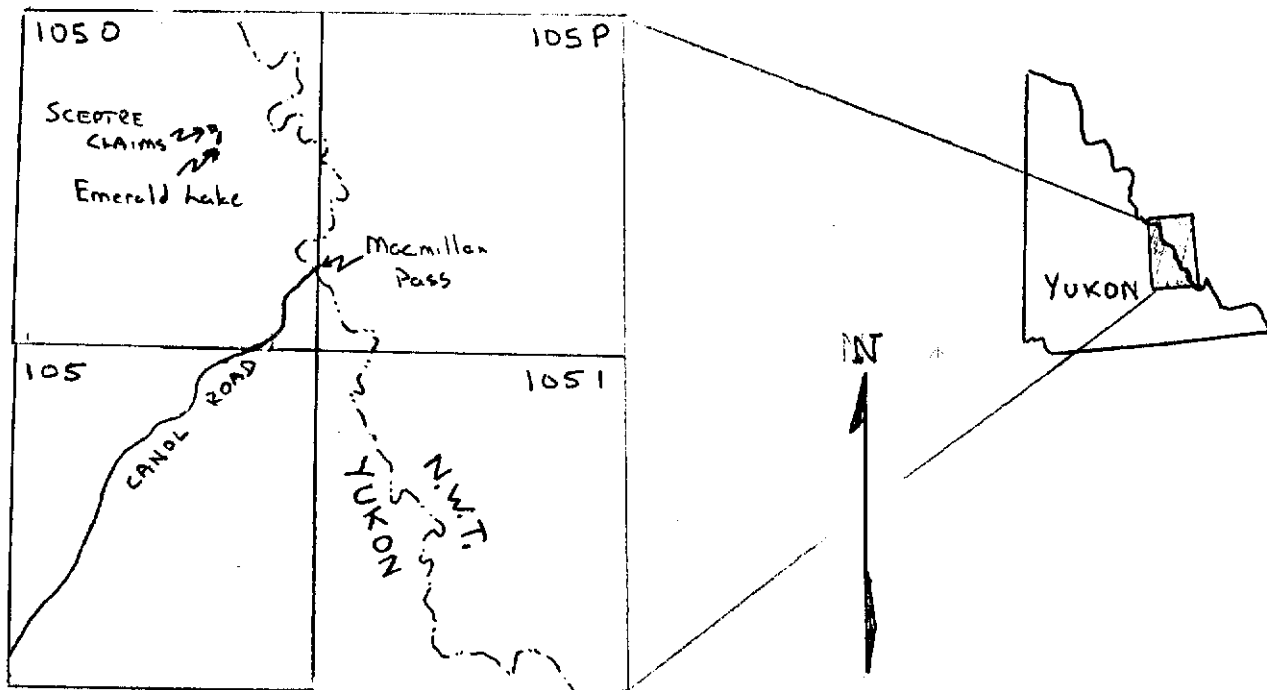 105 O
105 P
SCEPTRE
CLAIMS
Emerald Lake
Macmillan
Pass
YUKON
N
105
105 I
CANOL ROAD
YUKON
N.W.T.